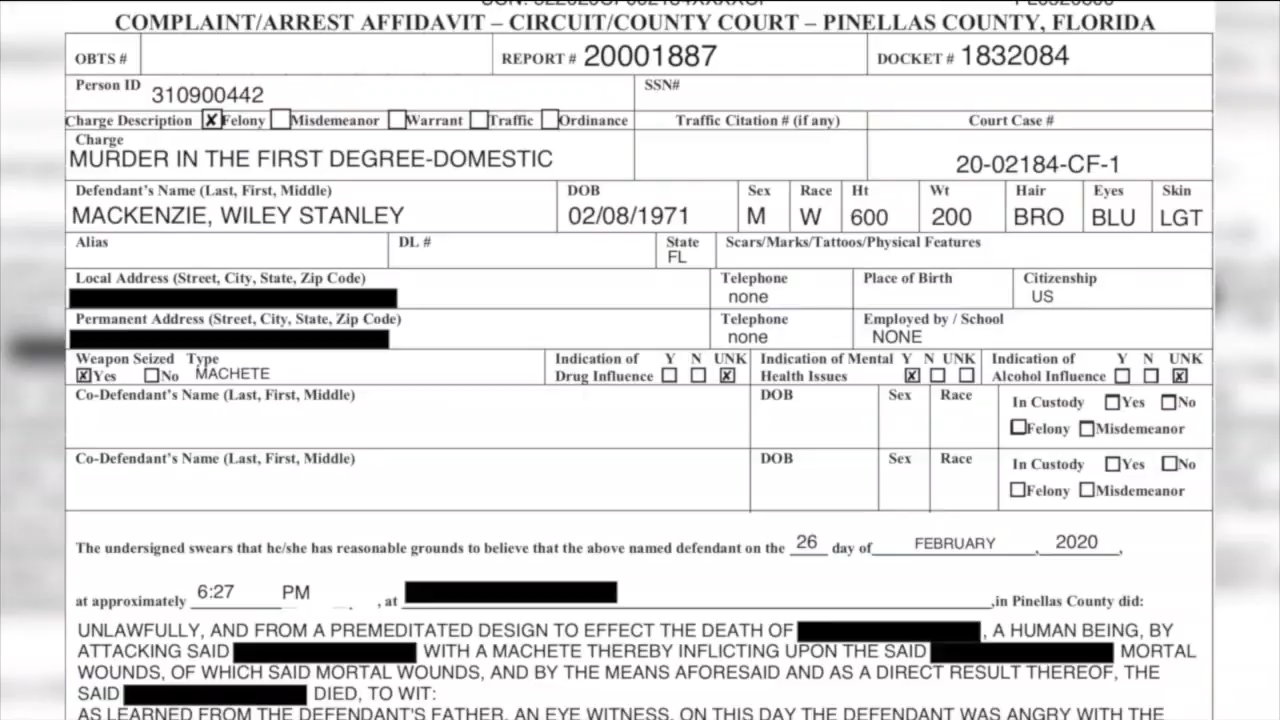 COMPLAINT/ARREST AFFIDAVIT – CIRCUIT/COUNTY COURT – PINELLAS COUNTY, FLORIDA
OBTS # REPORT # 20001887 DOCKET # 1832084
Person ID 310900442 SSN#
Charge Description ✗ Felony Misdemeanor Warrant Traffic Ordinance Traffic Citation # (if any) Court Case #
Charge
MURDER IN THE FIRST DEGREE-DOMESTIC 20-02184-CF-1
Defendant's Name (Last, First, Middle) DOB Sex Race Ht Wt Hair Eyes Skin
MACKENZIE, WILEY STANLEY 02/08/1971 M W 600 200 BRO BLU LGT
Alias DL # State Scars/Marks/Tattoos/Physical Features
FL
Local Address (Street, City, State, Zip Code) Telephone Place of Birth Citizenship
none US
Permanent Address (Street, City, State, Zip Code) Telephone Employed by / School
none NONE
Weapon Seized Type Indication of Y N UNK Indication of Mental Y N UNK Indication of Y N UNK
✗ Yes No MACHETE Drug Influence ✗ Health Issues ✗ Alcohol Influence ✗
Co-Defendant's Name (Last, First, Middle) DOB Sex Race In Custody Yes No
Felony Misdemeanor
Co-Defendant's Name (Last, First, Middle) DOB Sex Race In Custody Yes No
Felony Misdemeanor
The undersigned swears that he/she has reasonable grounds to believe that the above named defendant on the 26 day of FEBRUARY , 2020 ,
at approximately 6:27 PM , at ,in Pinellas County did:
UNLAWFULLY, AND FROM A PREMEDITATED DESIGN TO EFFECT THE DEATH OF , A HUMAN BEING, BY
ATTACKING SAID WITH A MACHETE THEREBY INFLICTING UPON THE SAID MORTAL
WOUNDS, OF WHICH SAID MORTAL WOUNDS, AND BY THE MEANS AFORESAID AND AS A DIRECT RESULT THEREOF, THE
SAID DIED, TO WIT:
AS LEARNED FROM THE DEFENDANT'S FATHER, AN EYE WITNESS, ON THIS DAY THE DEFENDANT WAS ANGRY WITH THE